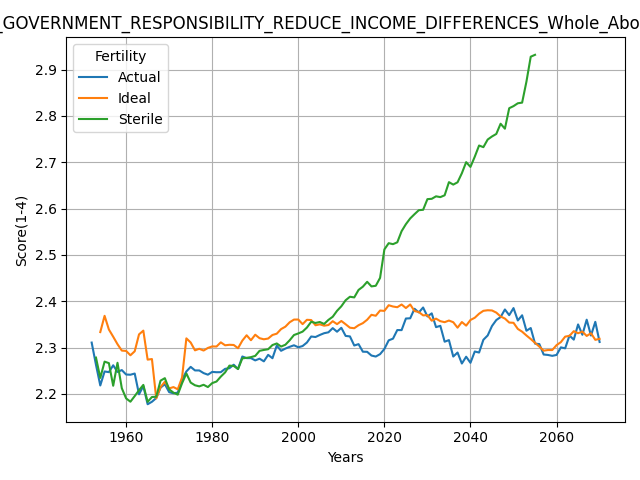 _GOVERNMENT_RESPONSIBILITY_REDUCE_INCOME_DIFFERENCES_Whole_Abo
Fertility
Actual
Ideal
Sterile
Score(1-4)
2.9
2.8
2.7
2.6
2.5
2.4
2.3
2.2
1960 1980 2000 2020 2040 2060
Years